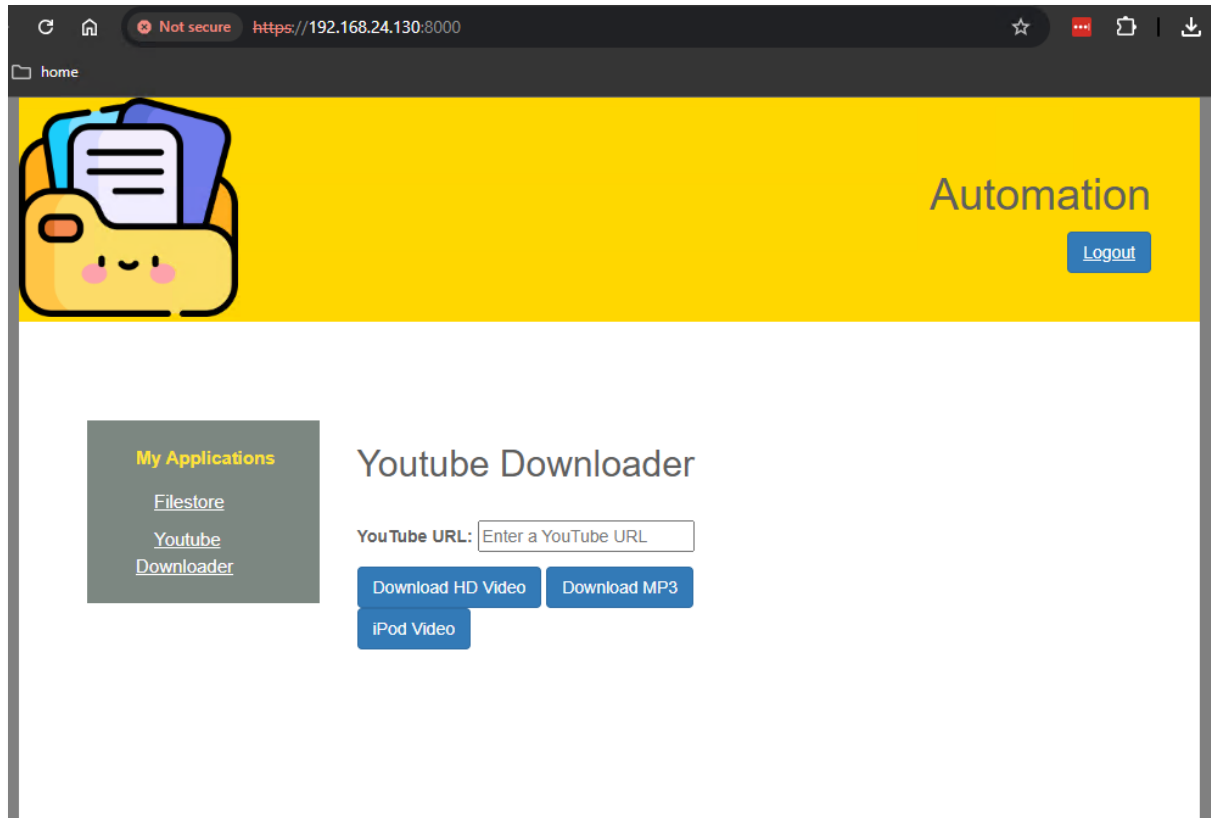 Not secure https://192.168.24.130:8000
home
Automation
Logout
My Applications
Filestore
Youtube
Downloader
Youtube Downloader
YouTube URL: Enter a YouTube URL
Download HD Video Download MP3
iPod Video